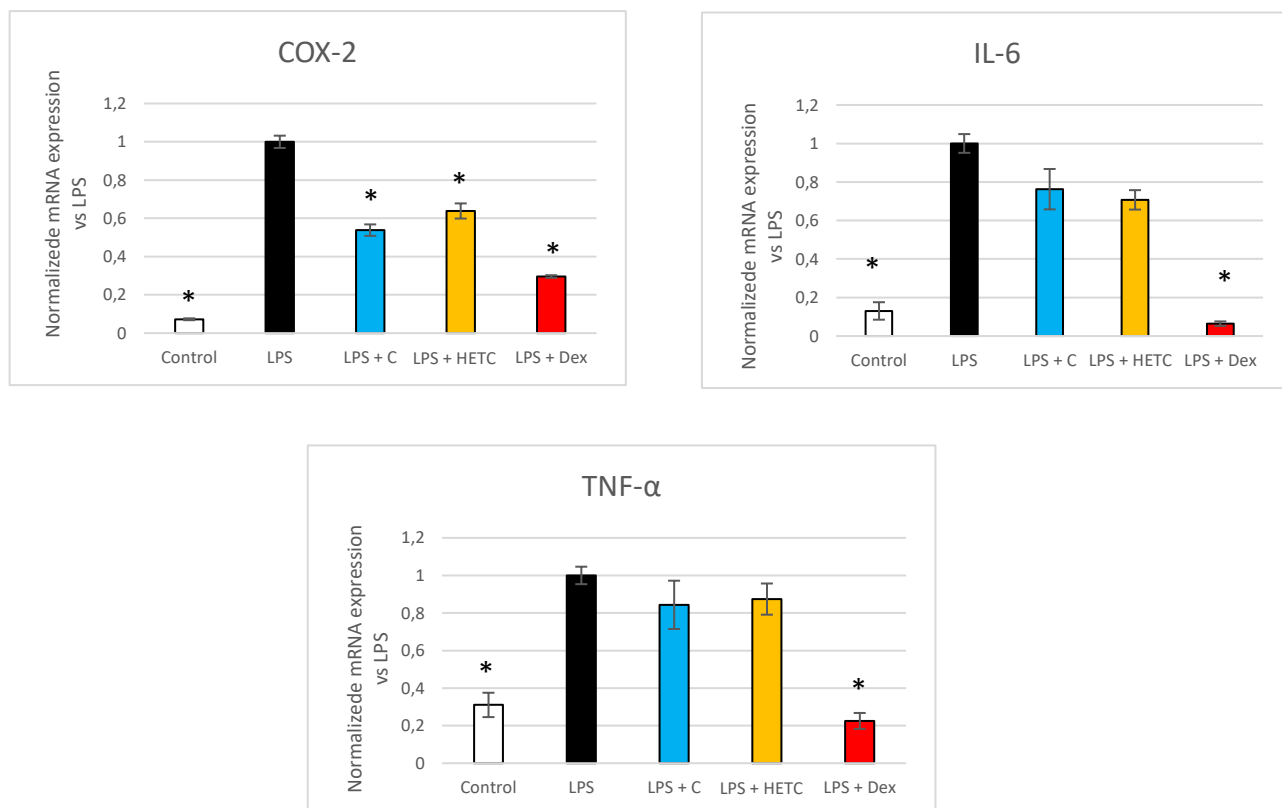 COX-2
Normalizede mRNA expression
vs LPS
1,2
1
0,8
0,6
0,4
0,2
0
*
*
*
*
Control
LPS
LPS + C
LPS + HETC
LPS + Dex
IL-6
Normalizede mRNA expression
vs LPS
1,2
1
0,8
0,6
0,4
0,2
0
*
*
Control
LPS
LPS + C
LPS + HETC
LPS + Dex
TNF-α
Normalizede mRNA expression
vs LPS
1,2
1
0,8
0,6
0,4
0,2
0
*
*
Control
LPS
LPS + C
LPS + HETC
LPS + Dex